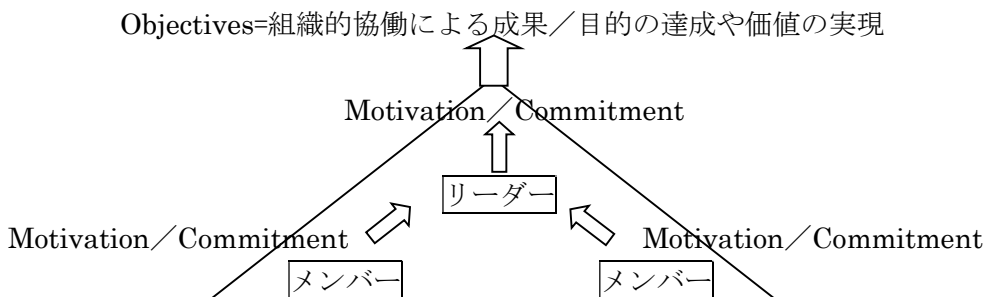 Objectives=組織的協働による成果／目的の達成や価値の実現
Motivation／Commitment
リーダー
Motivation／Commitment Motivation／Commitment
メンバー メンバー